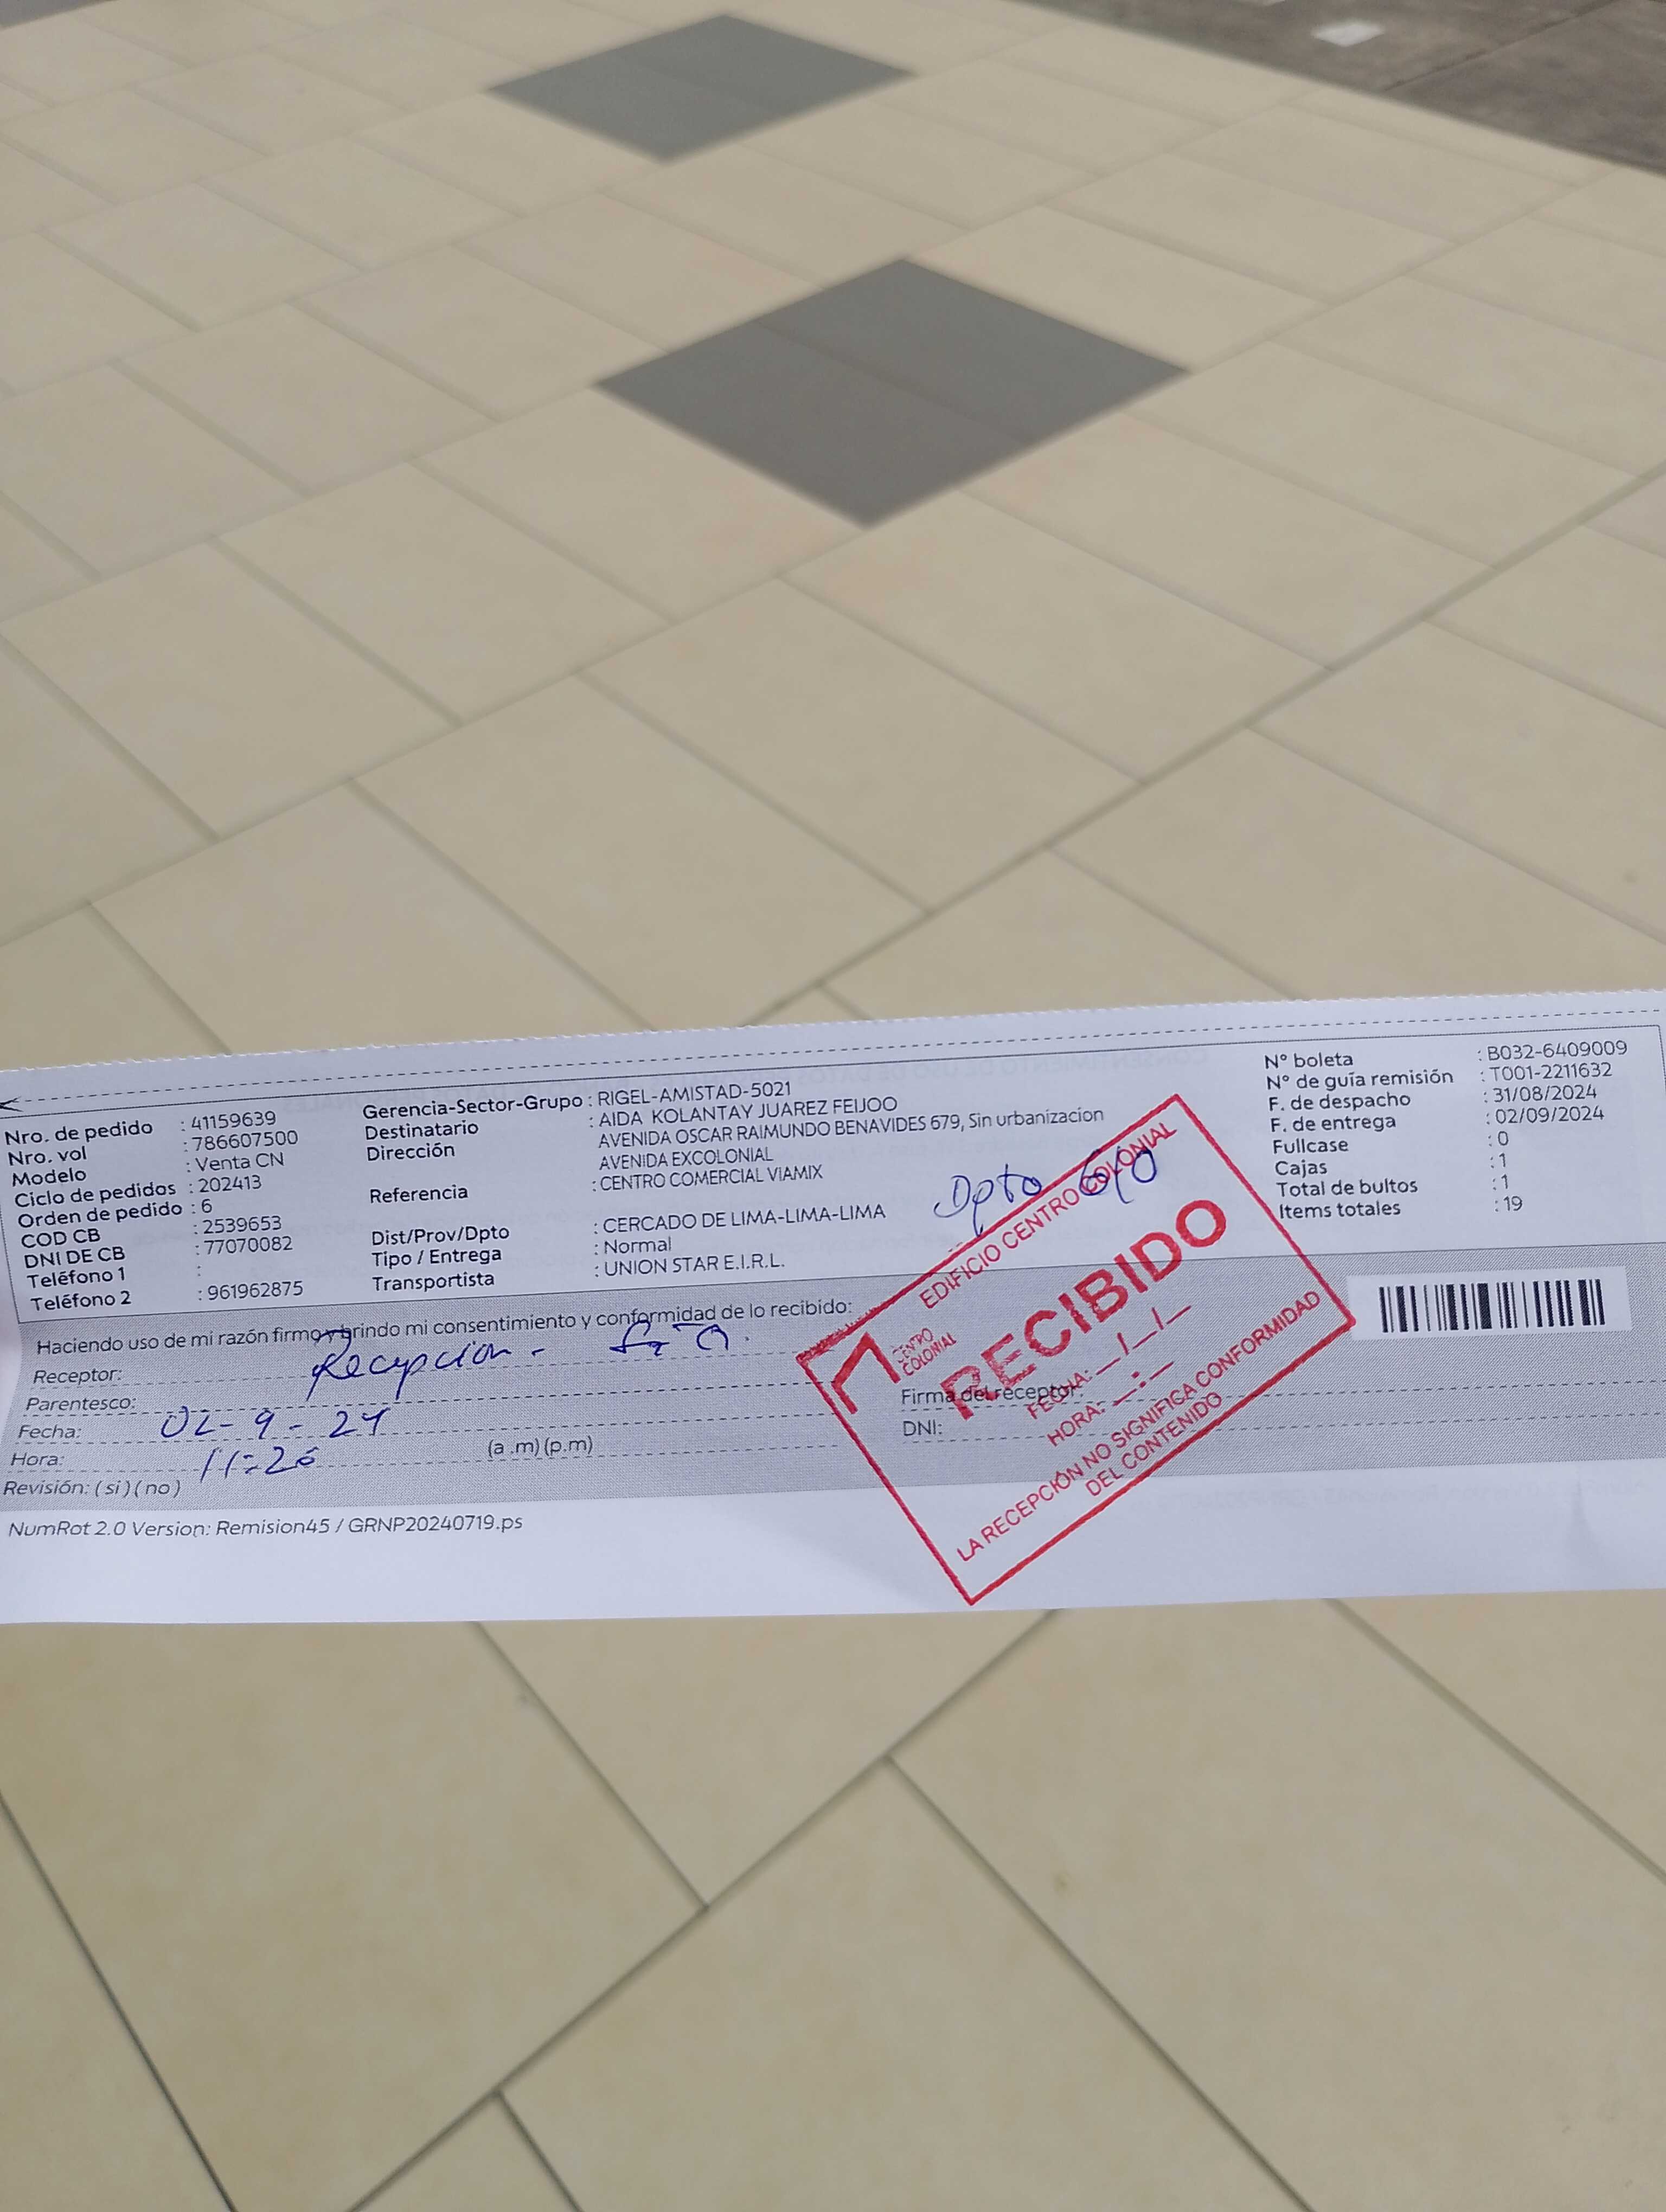 Nro. de pedido : 41159639
Nro. vol : 786607500
Modelo : Venta CN
Ciclo de pedidos : 202413
Orden de pedido : 6
COD CB : 2539653
DNI DE CB : 77070082
Teléfono 1 :
Teléfono 2 : 961962875
Gerencia-Sector-Grupo : RIGEL-AMISTAD-5021
Destinatario : AIDA KOLANTAY JUAREZ FEIJOO
Dirección AVENIDA OSCAR RAIMUNDO BENAVIDES 679, Sin urbanizacion
AVENIDA EXCOLONIAL
Referencia : CENTRO COMERCIAL VIAMIX
Dist/Prov/Dpto : CERCADO DE LIMA-LIMA-LIMA
Tipo / Entrega : Normal
Transportista : UNION STAR E.I.R.L.
Dpto 610
N° boleta : B032-6409009
N° de guía remisión : T001-2211632
F. de despacho : 31/08/2024
F. de entrega : 02/09/2024
Fullcase : 0
Cajas : 1
Total de bultos : 1
Items totales : 19
Haciendo uso de mi razón firmo y brindo mi consentimiento y conformidad de lo recibido:
Receptor: Recepción -
Parentesco:
Fecha: 02-9-24
Hora: 11:26 (a .m) (p.m)
Revisión: ( si ) ( no )
Firma del receptor:
DNI:
EDIFICIO CENTRO COLONIAL
CENTRO
COLONIAL
RECIBIDO
FECHA: _/_/_
HORA: _:_
LA RECEPCIÓN NO SIGNIFICA CONFORMIDAD
DEL CONTENIDO
NumRot 2.0 Version: Remision45 / GRNP20240719.ps